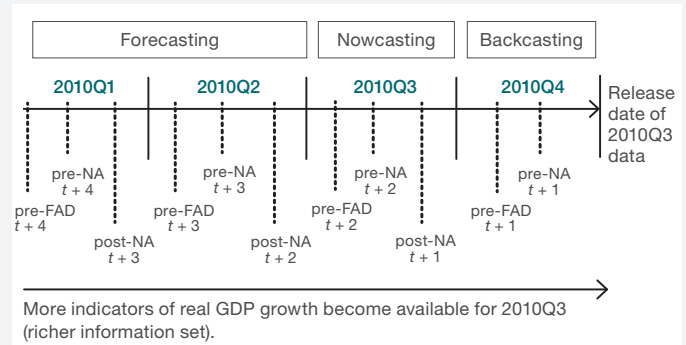 Forecasting
Nowcasting
Backcasting
2010Q1
2010Q2
2010Q3
2010Q4
Release
date of
2010Q3
data
pre-NA
t + 4
pre-NA
t + 3
pre-NA
t + 2
pre-NA
t + 1
pre-FAD
t + 4
pre-FAD
t + 3
pre-FAD
t + 2
pre-FAD
t + 1
post-NA
t + 3
post-NA
t + 2
post-NA
t + 1
More indicators of real GDP growth become available for 2010Q3
(richer information set).